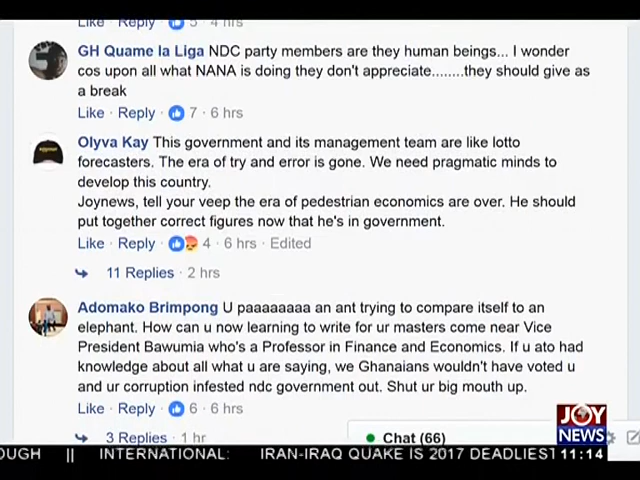 Like · Reply · 5 · 4 hrs
GH Quame la Liga NDC party members are they human beings... I wonder
cos upon all what NANA is doing they don't appreciate........they should give as
a break
Like · Reply · 7 · 6 hrs
Olyva Kay This government and its management team are like lotto
forecasters. The era of try and error is gone. We need pragmatic minds to
develop this country.
Joynews, tell your veep the era of pedestrian economics are over. He should
put together correct figures now that he's in government.
Like · Reply · 4 · 6 hrs · Edited
11 Replies · 2 hrs
Adomako Brimpong U paaaaaaaa an ant trying to compare itself to an
elephant. How can u now learning to write for ur masters come near Vice
President Bawumia who's a Professor in Finance and Economics. If u ato had
knowledge about all what u are saying, we Ghanaians wouldn't have voted u
and ur corruption infested ndc government out. Shut ur big mouth up.
Like · Reply · 6 · 6 hrs
3 Replies · 1 hr
Chat (66)
JOY
NEWS
OUGH || INTERNATIONAL: IRAN-IRAQ QUAKE IS 2017 DEADLIEST 11:14